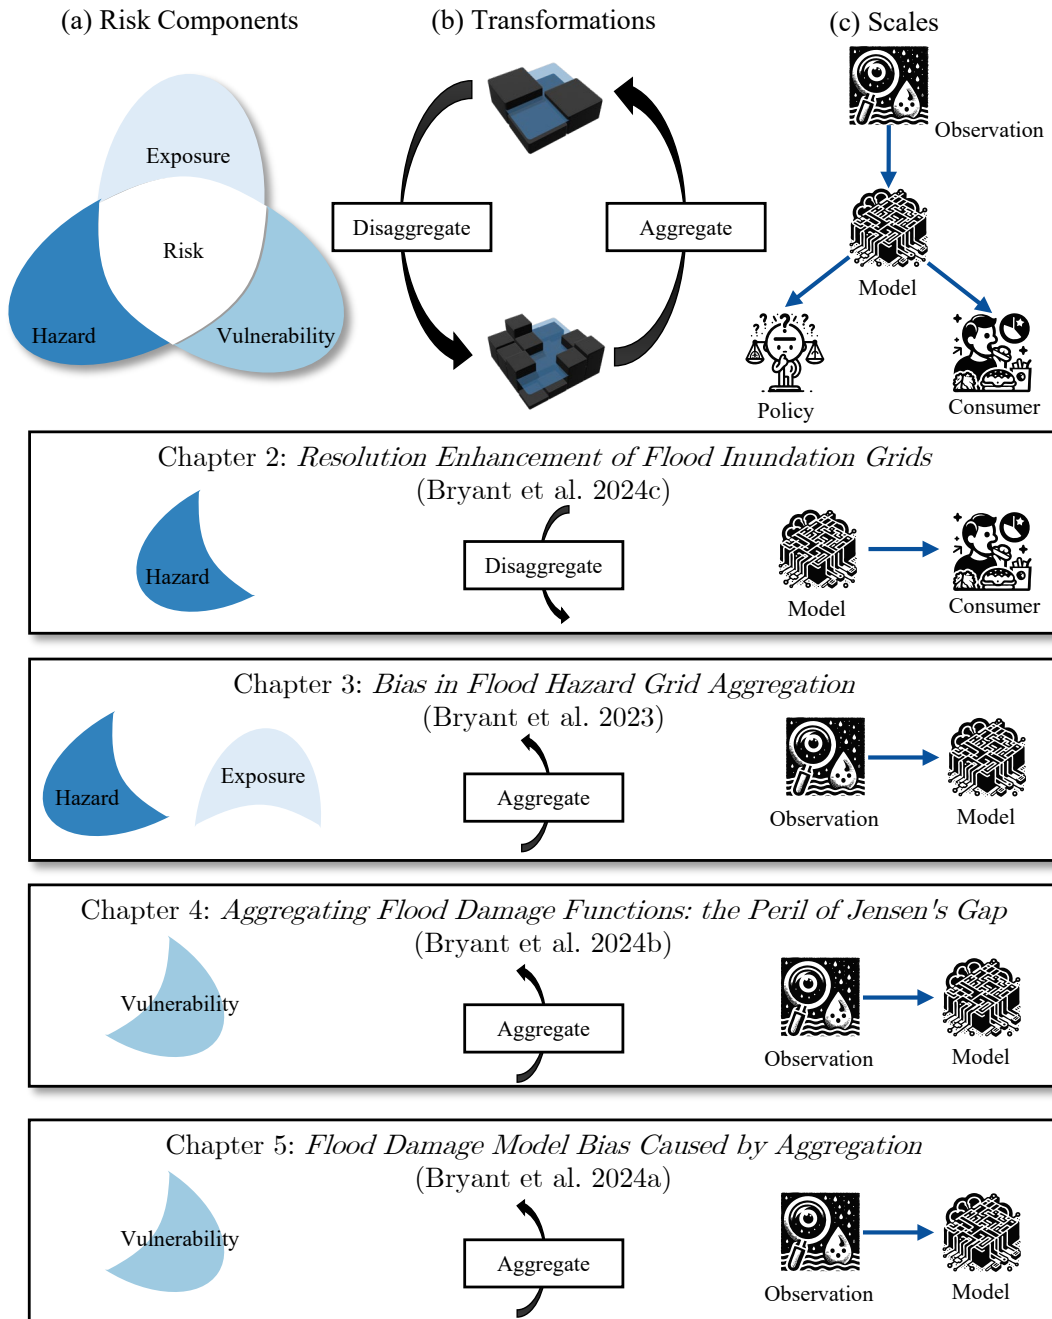 (a) Risk Components
(b) Transformations
(c) Scales
Exposure
Risk
Hazard
Vulnerability
Disaggregate
Aggregate
Observation
Model
Policy
Consumer
Chapter 2: Resolution Enhancement of Flood Inundation Grids
(Bryant et al. 2024c)
Hazard
Disaggregate
Model
Consumer
Chapter 3: Bias in Flood Hazard Grid Aggregation
(Bryant et al. 2023)
Hazard
Exposure
Aggregate
Observation
Model
Chapter 4: Aggregating Flood Damage Functions: the Peril of Jensen's Gap
(Bryant et al. 2024b)
Vulnerability
Aggregate
Observation
Model
Chapter 5: Flood Damage Model Bias Caused by Aggregation
(Bryant et al. 2024a)
Vulnerability
Aggregate
Observation
Model